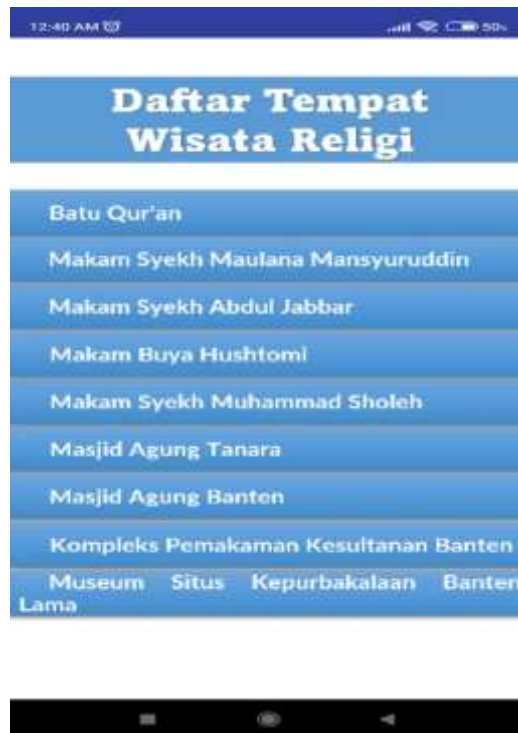 12:40 AM
50%
Daftar Tempat
Wisata Religi
Batu Qur'an
Makam Syekh Maulana Mansyuruddin
Makam Syekh Abdul Jabbar
Makam Buya Hushtomi
Makam Syekh Muhammad Sholeh
Masjid Agung Tanara
Masjid Agung Banten
Kompleks Pemakaman Kesultanan Banten
Museum Situs Kepurbakalaan Banten
Lama